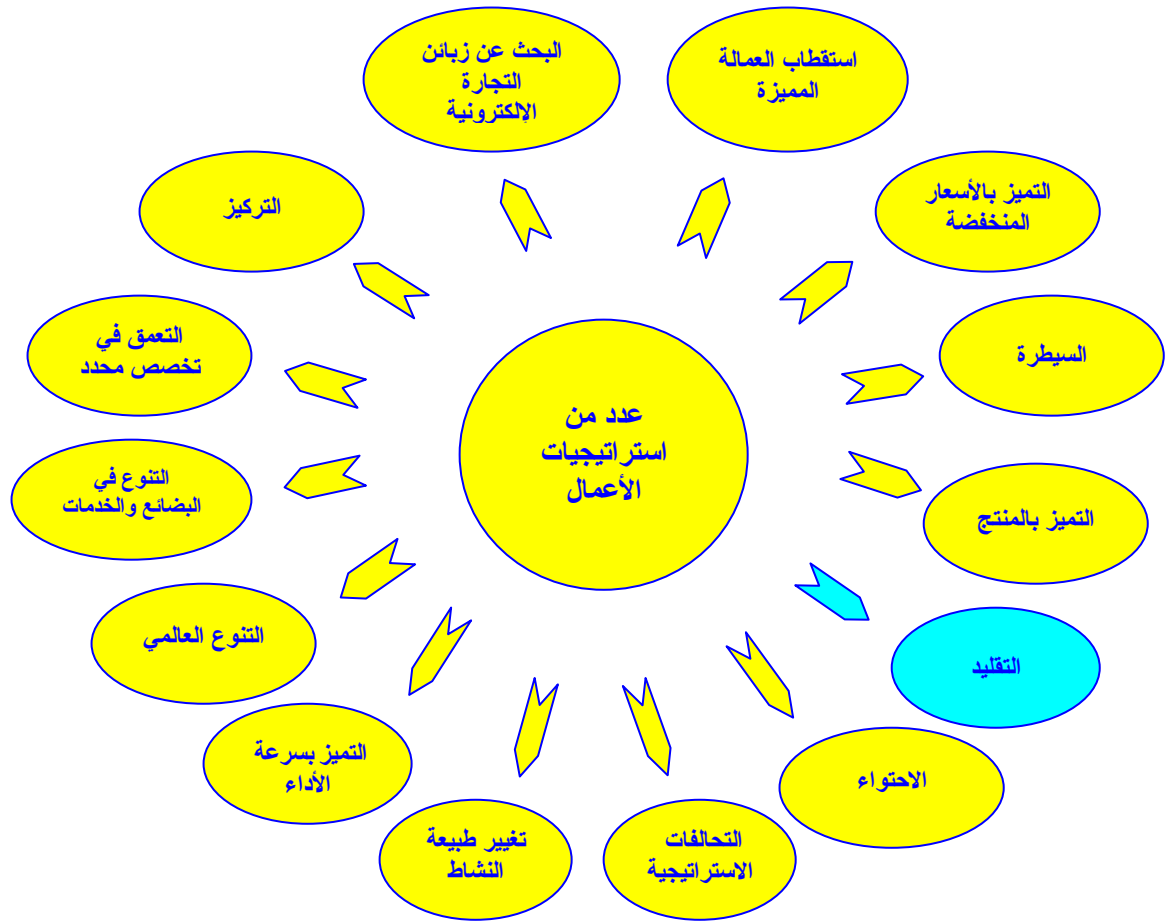 البحث عن زبائن
التجارة
الإلكترونية
استقطاب العمالة
المميزة
التميز بالأسعار
المنخفضة
السيطرة
التميز بالمنتج
التقليد
الاحتواء
التحالفات
الاستراتيجية
تغيير طبيعة
النشاط
التميز بسرعة
الأداء
التنوع العالمي
التنوع في
البضائع والخدمات
التعمق في
تخصص محدد
التركيز
عدد من
استراتيجيات
الأعمال